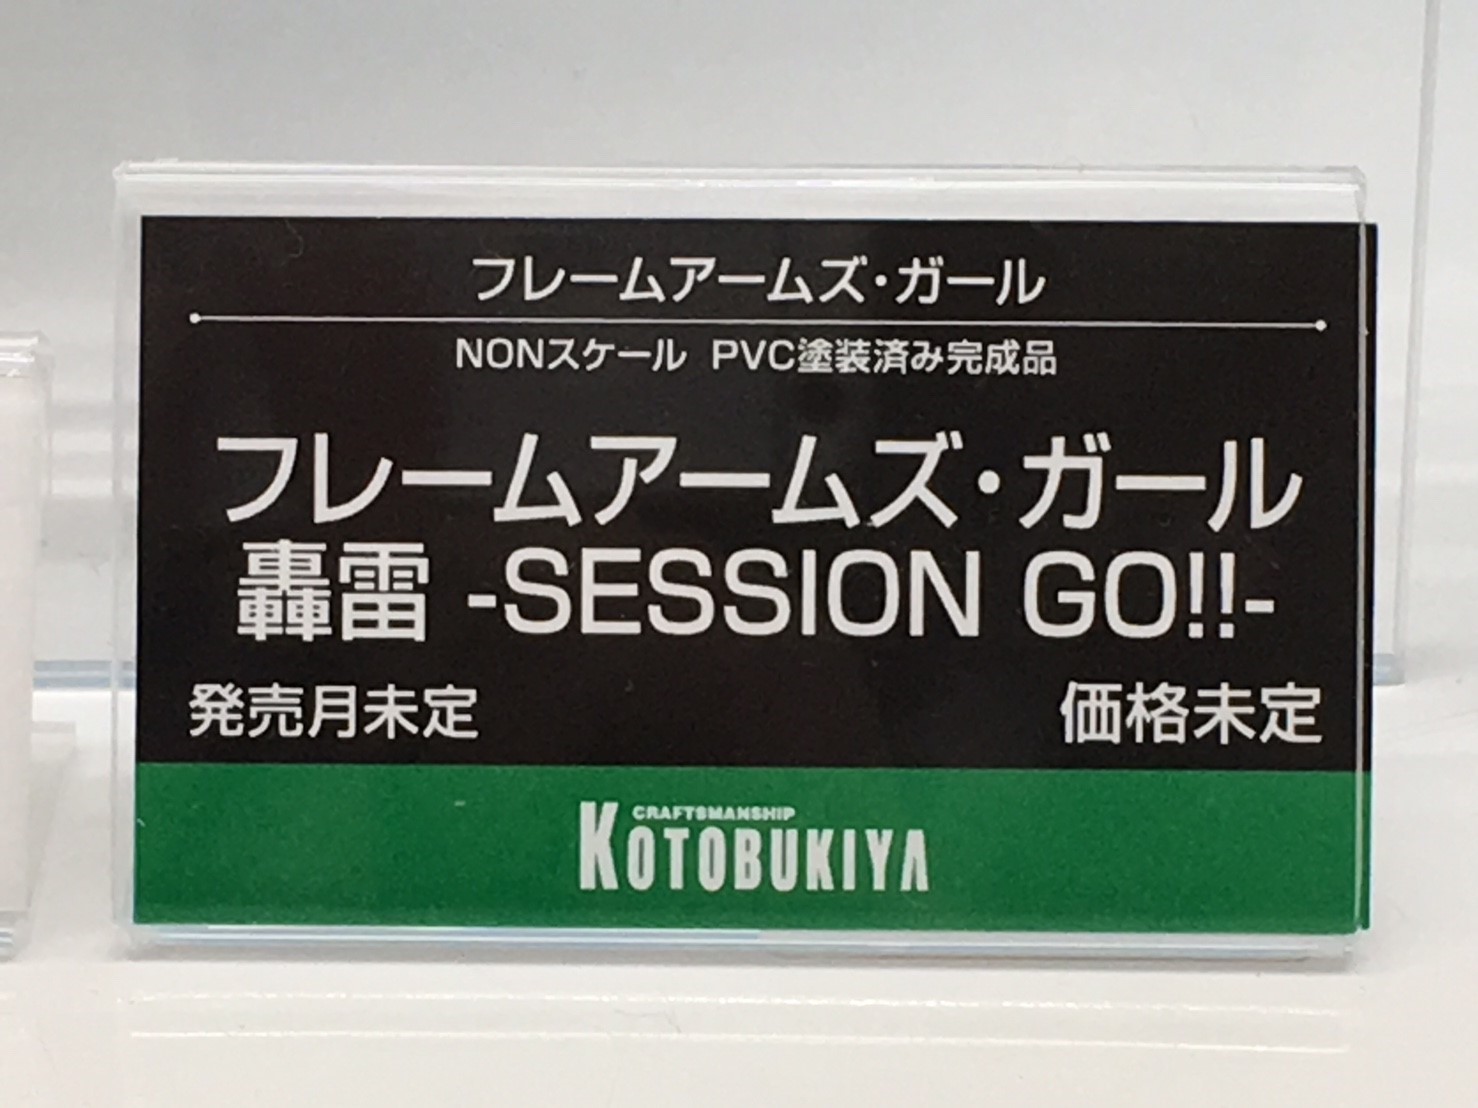 フレームアームズ・ガール
NONスケール PVC塗装済み完成品
フレームアームズ・ガール
轟雷 -SESSION GO!!-
発売月未定 価格未定
CRAFTSMANSHIP
KOTOBUKIYA